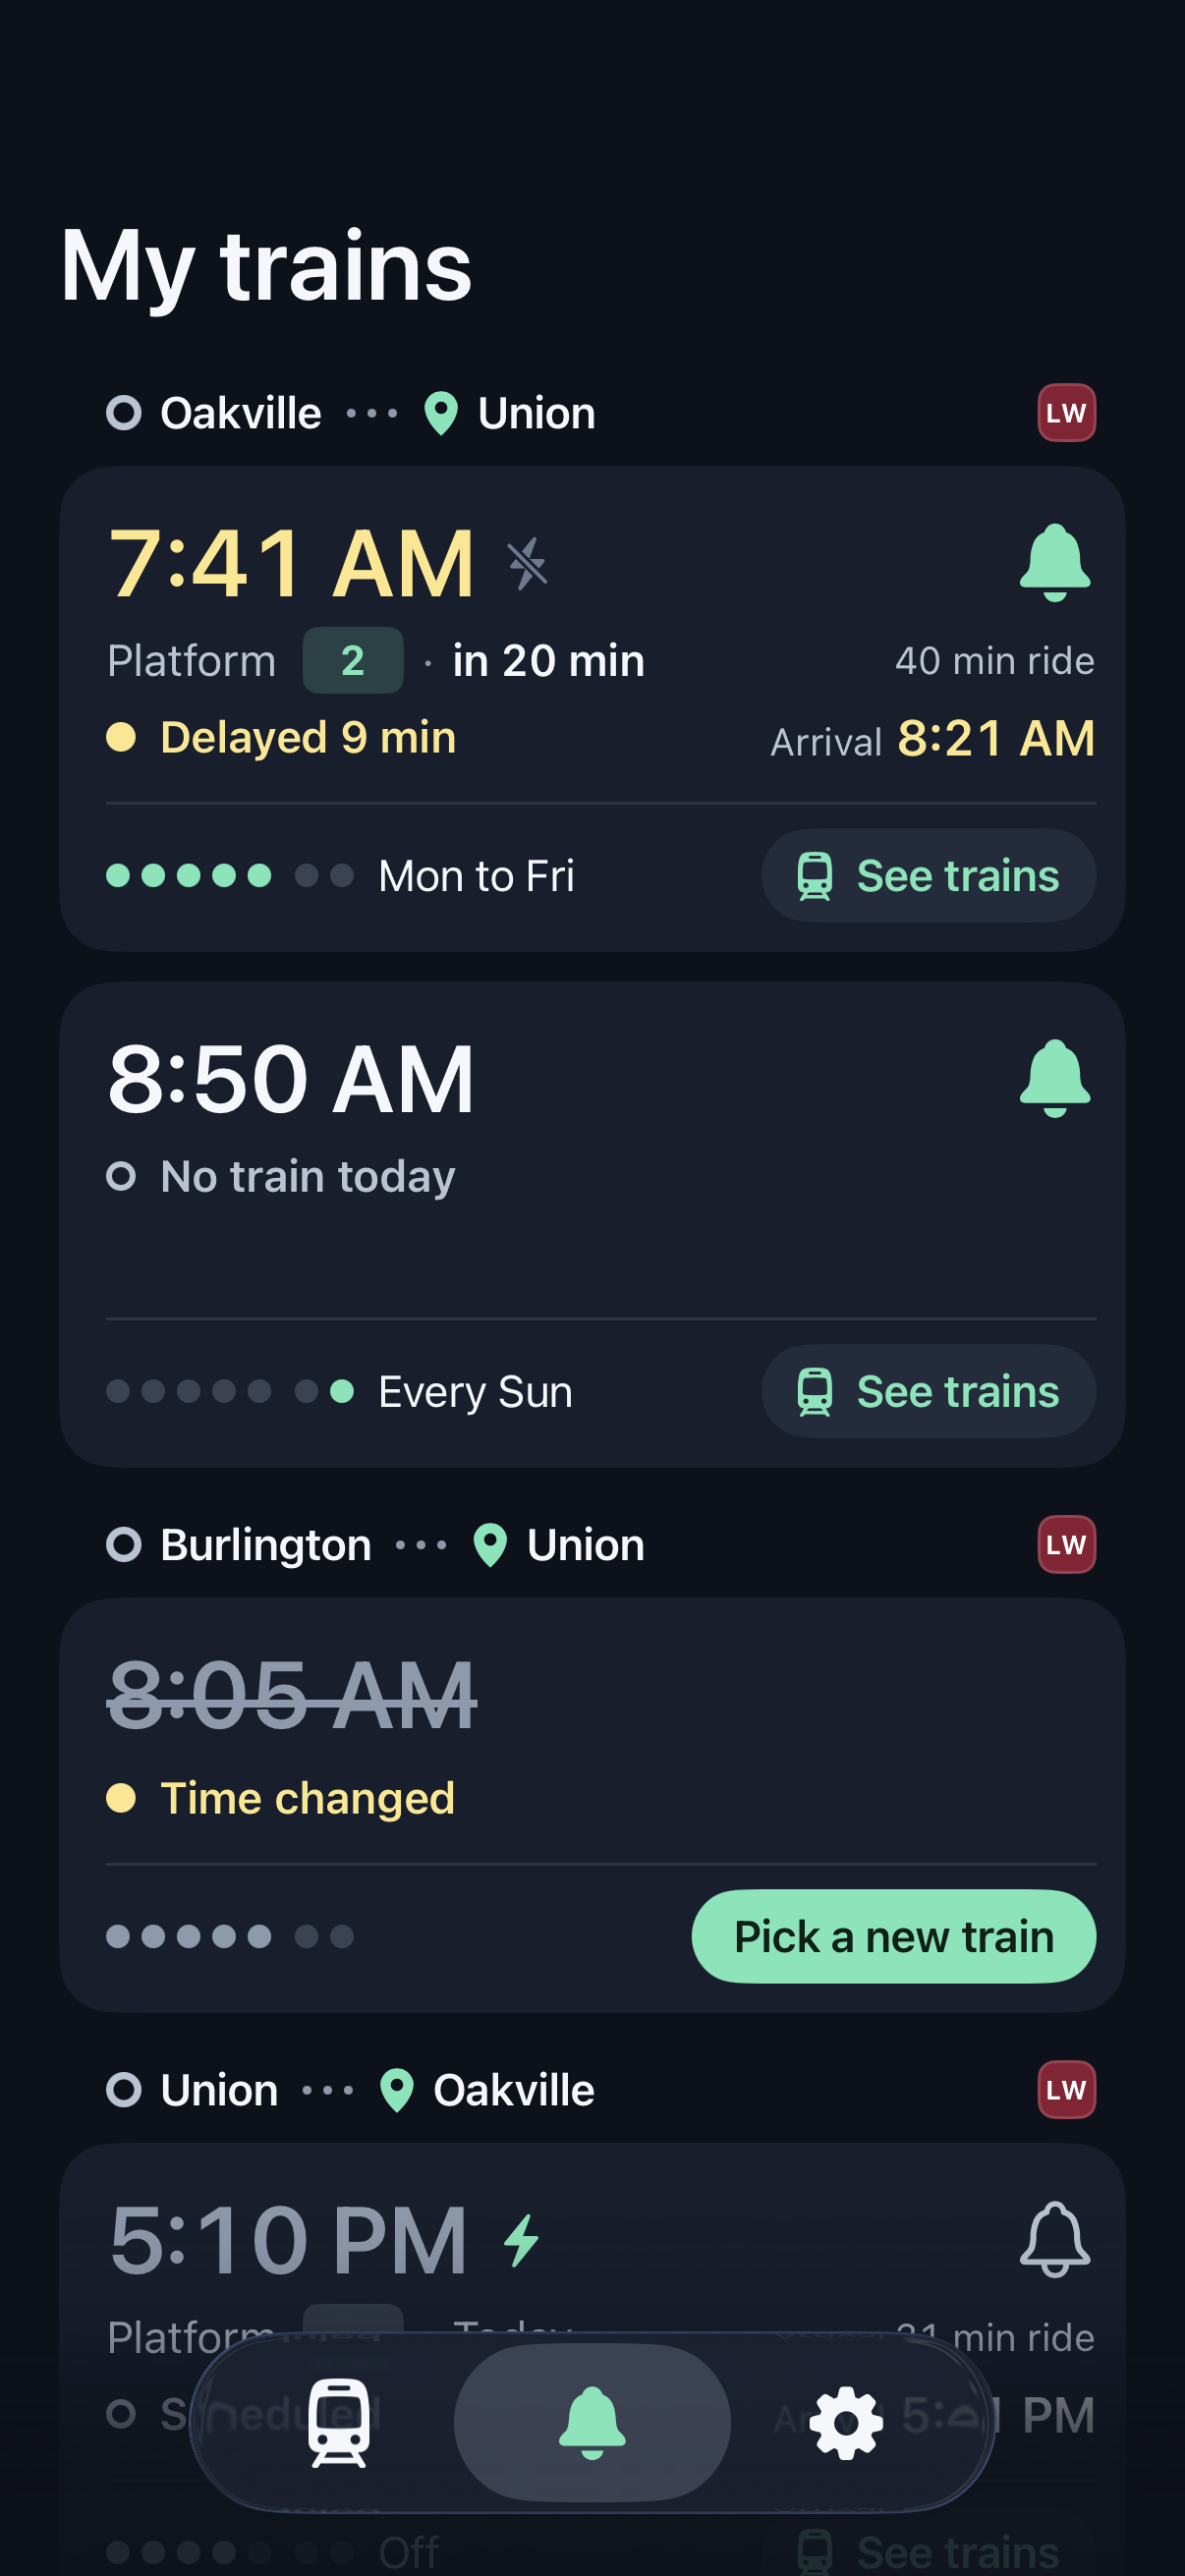 My trains
Oakville Union LW
7:41 AM
Platform 2 · in 20 min 40 min ride
Delayed 9 min Arrival 8:21 AM
Mon to Fri See trains
8:50 AM
No train today
Every Sun See trains
Burlington Union LW
8:05 AM
Time changed
Pick a new train
Union Oakville LW
5:10 PM
Platform Today 31 min ride
Scheduled PM
Off See trains